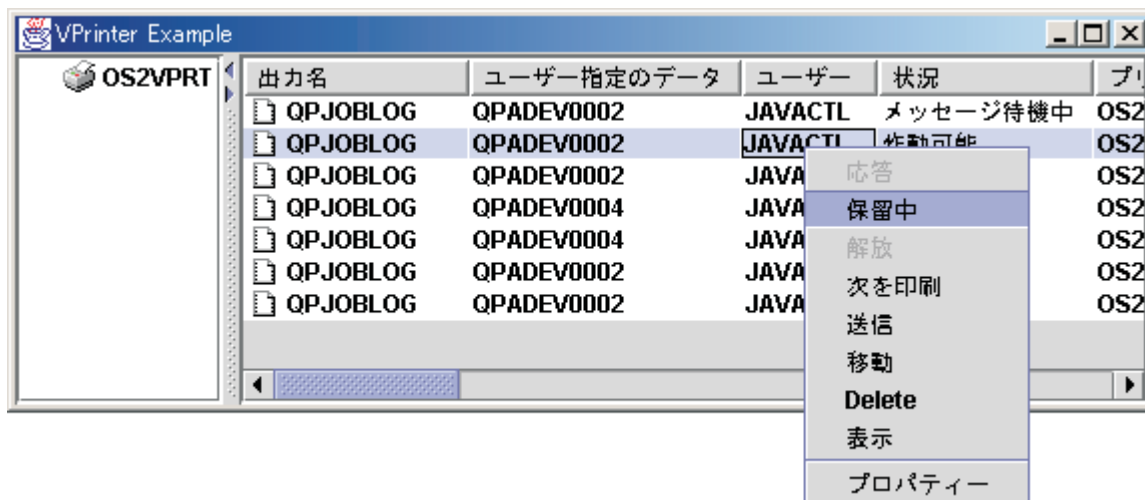 VPrinter Example
OS2VPRT
出力名 ユーザー指定のデータ ユーザー 状況
QPJOBLOG QPADEV0002 JAVACTL メッセージ待機中 OS2
QPJOBLOG QPADEV0002 JAVACTL 作動可能 OS2
QPJOBLOG QPADEV0002 JAVA OS2
QPJOBLOG QPADEV0004 JAVA OS2
QPJOBLOG QPADEV0004 JAVA OS2
QPJOBLOG QPADEV0002 JAVA OS2
QPJOBLOG QPADEV0002 JAVA OS2
応答
保留中
解放
次を印刷
送信
移動
Delete
表示
プロパティー